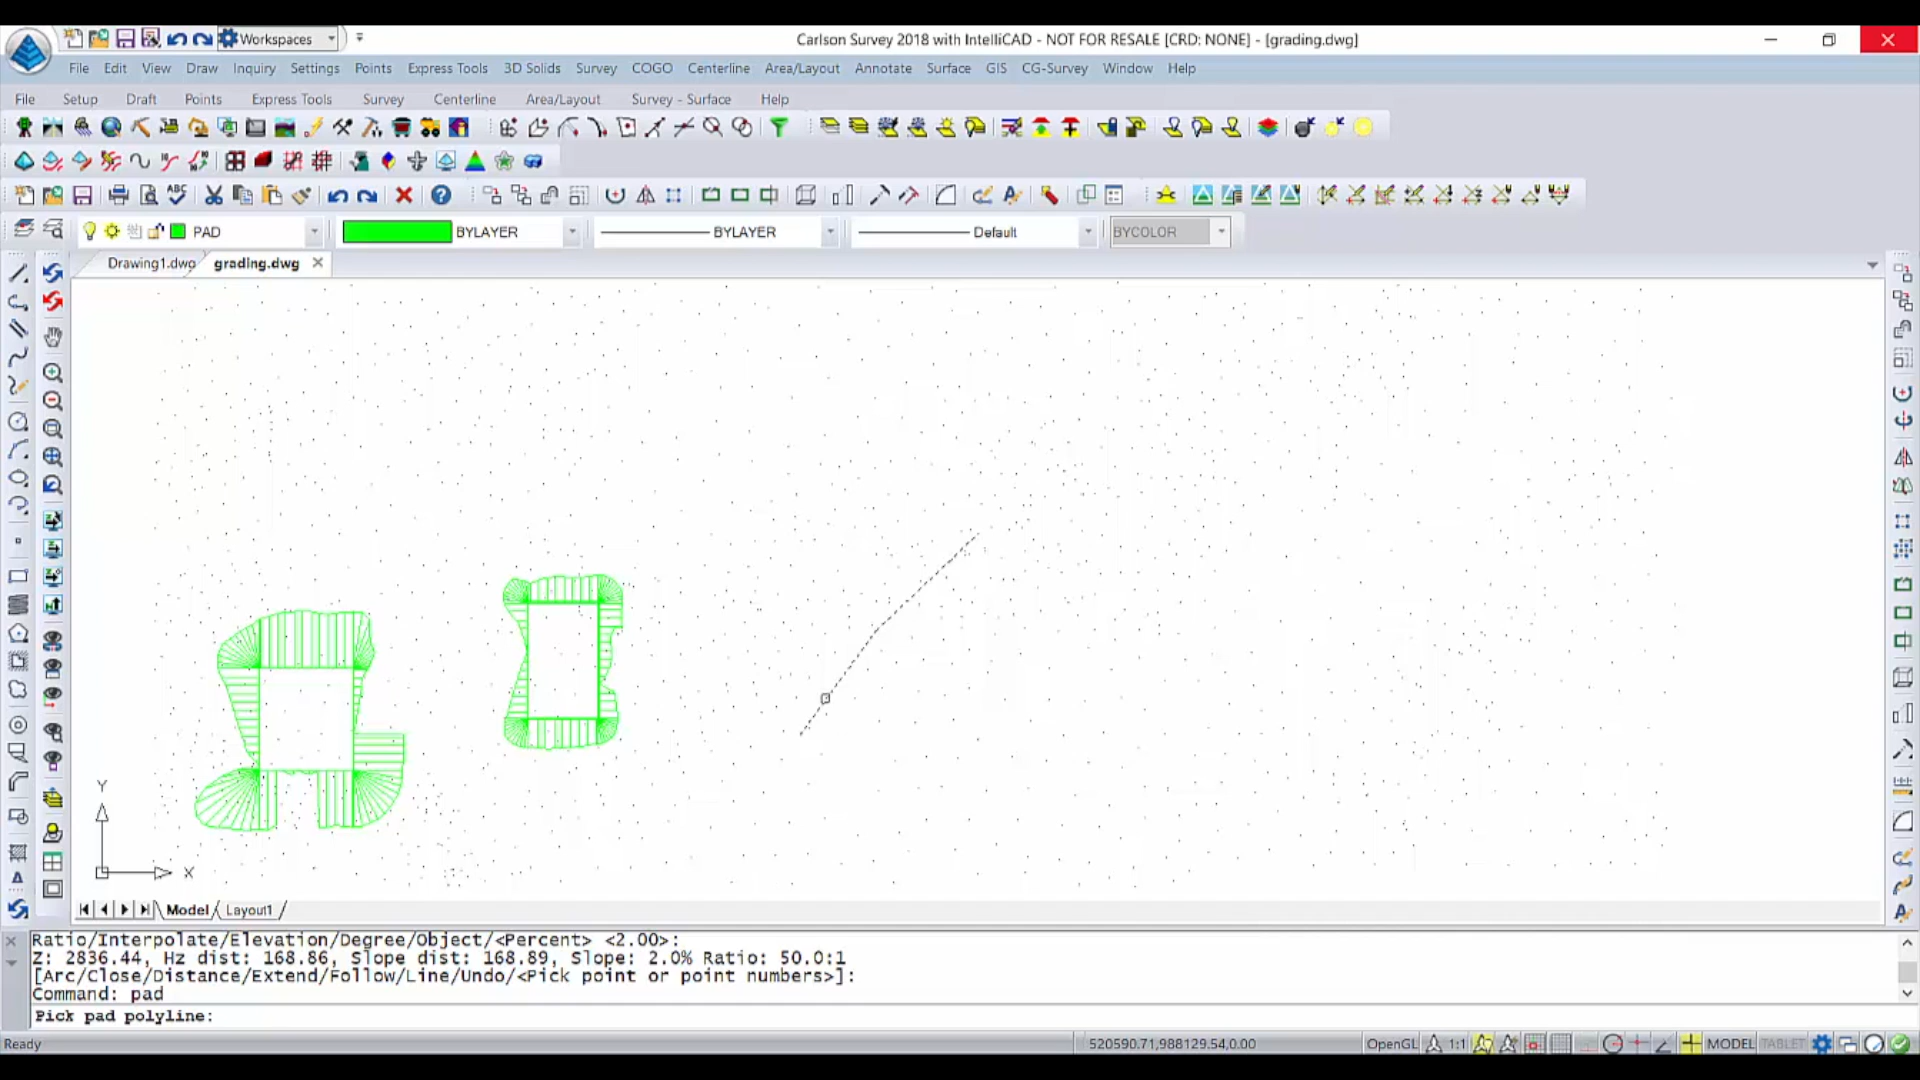 Workspaces
Carlson Survey 2018 with IntelliCAD - NOT FOR RESALE [CRD: NONE] - [grading.dwg]
File Edit View Draw Inquiry Settings Points Express Tools 3D Solids Survey COGO Centerline Area/Layout Annotate Surface GIS CG-Survey Window Help
File Setup Draft Points Express Tools Survey Centerline Area/Layout Survey - Surface Help
ABC
PAD BYLAYER BYLAYER Default BYCOLOR
Drawing1.dwg grading.dwg
Y
X
Model Layout1
Ratio/Interpolate/Elevation/Degree/Object/<Percent> <2.00>:
Z: 2836.44, Hz dist: 168.86, Slope dist: 168.89, Slope: 2.0% Ratio: 50.0:1
[Arc/Close/Distance/Extend/Follow/Line/Undo/<Pick point or point numbers>]:
Command: pad
Pick pad polyline:
Ready 520590.71,988129.54,0.00 OpenGL 1:1 MODEL TABLET